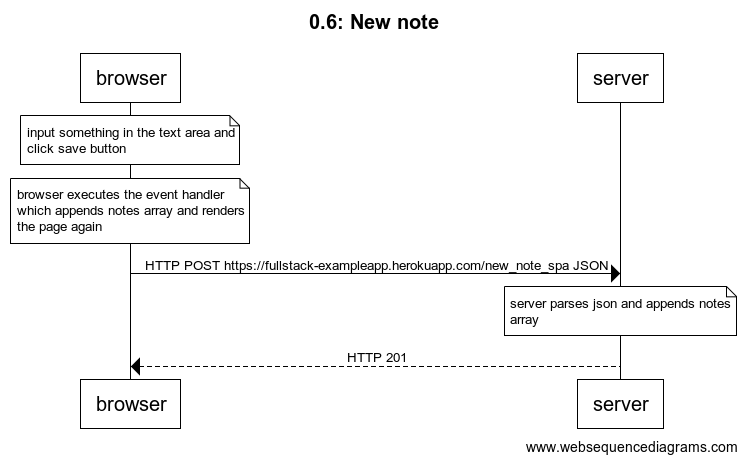 0.6: New note
browser
server
input something in the text area and
click save button
browser executes the event handler
which appends notes array and renders
the page again
HTTP POST https://fullstack-exampleapp.herokuapp.com/new_note_spa JSON
server parses json and appends notes
array
HTTP 201
browser
server
www.websequencediagrams.com